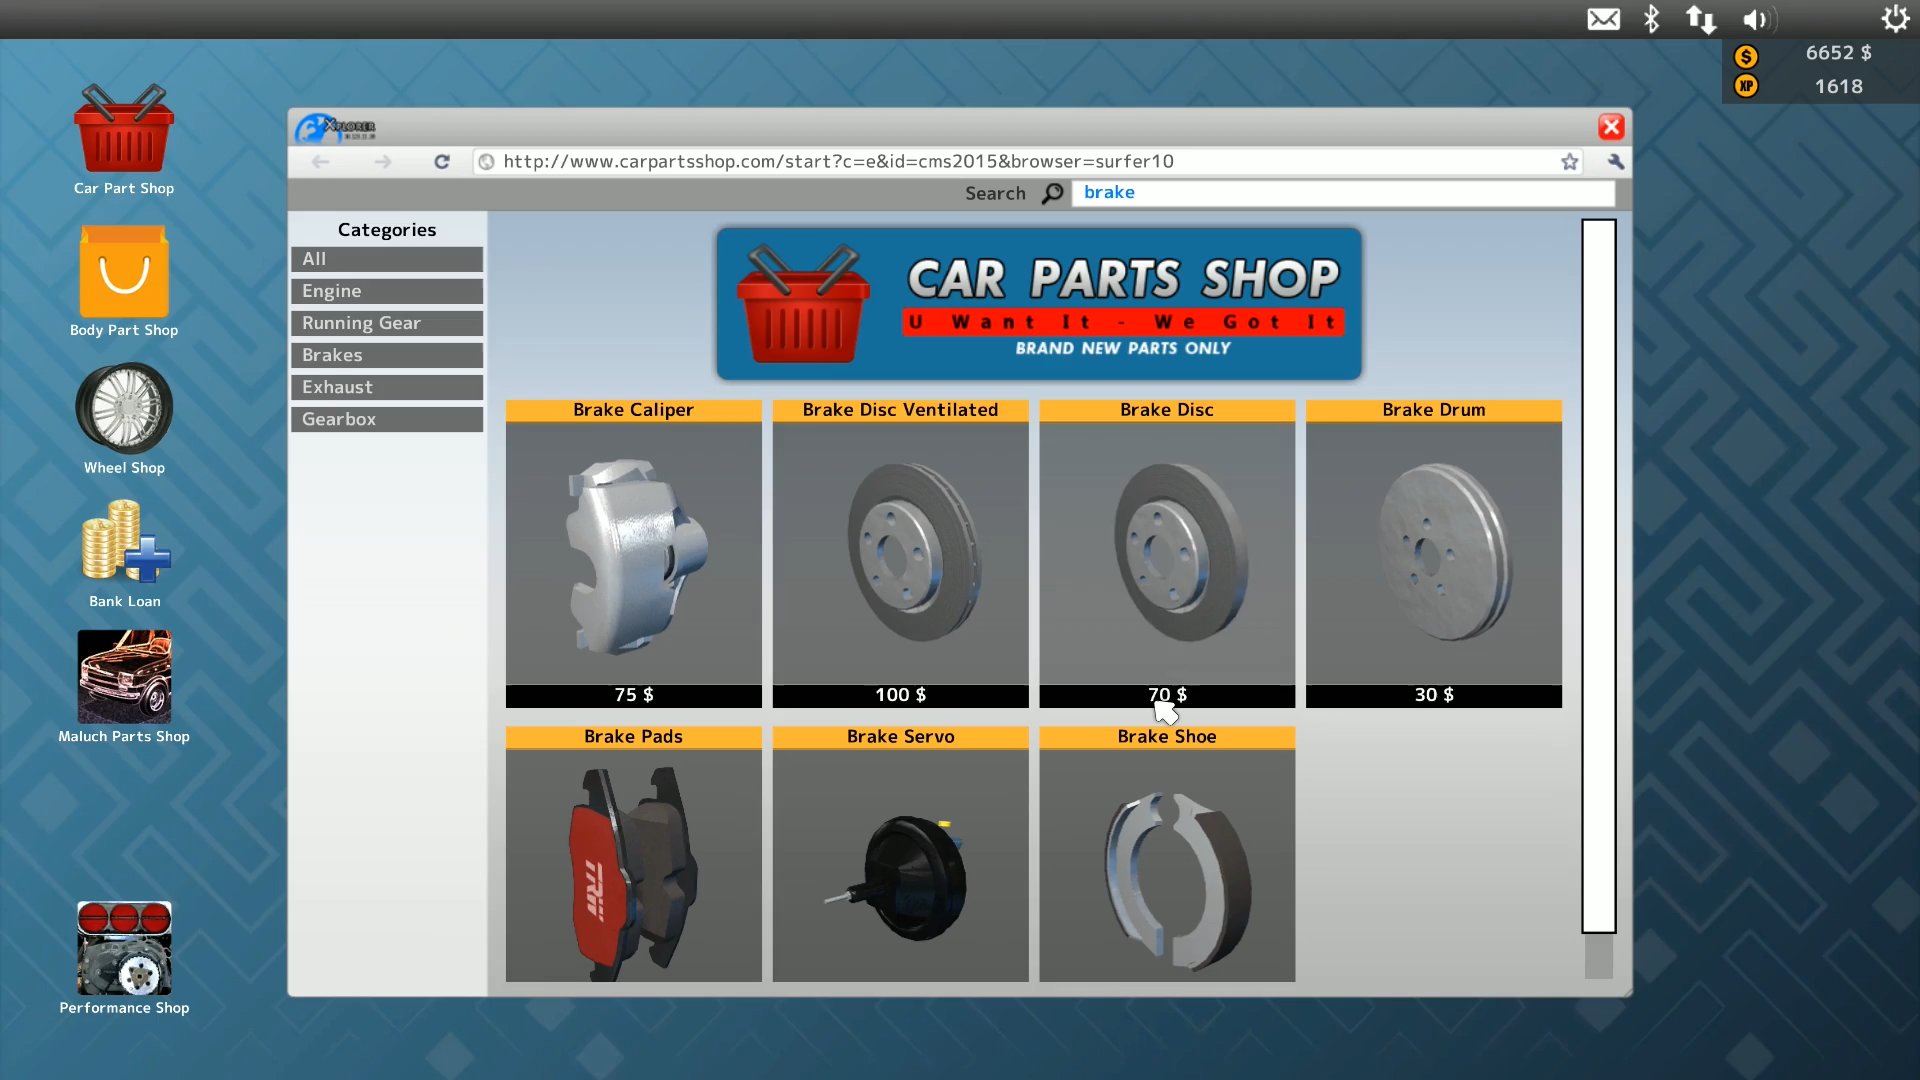 6652 $
XP 1618
Car Part Shop
Body Part Shop
Wheel Shop
Bank Loan
Maluch Parts Shop
Performance Shop
XPLORER
http://www.carpartsshop.com/start?c=e&id=cms2015&browser=surfer10
Search brake
Categories
All
Engine
Running Gear
Brakes
Exhaust
Gearbox
CAR PARTS SHOP
U Want It - We Got It
BRAND NEW PARTS ONLY
Brake Caliper Brake Disc Ventilated Brake Disc Brake Drum
75 $ 100 $ 70 $ 30 $
Brake Pads Brake Servo Brake Shoe
TRW